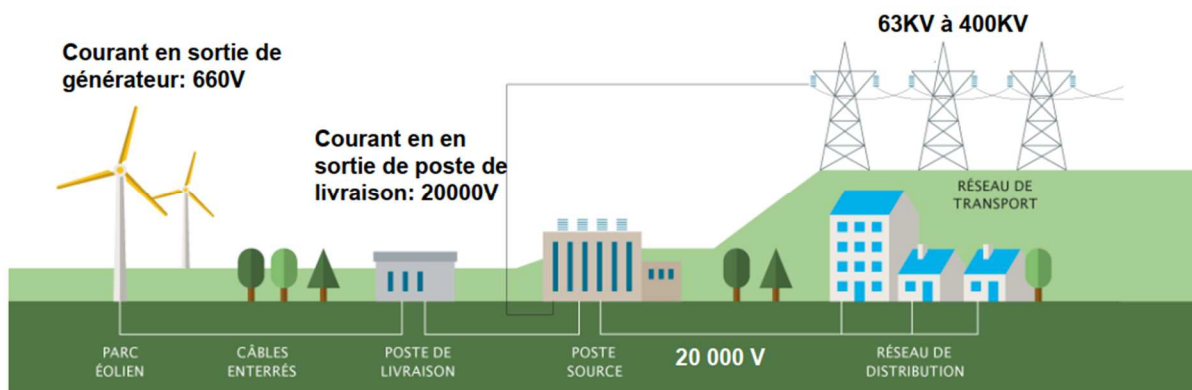 63KV à 400KV
Courant en sortie de
générateur: 660V
Courant en en
sortie de poste de
livraison: 20000V
RÉSEAU DE
TRANSPORT
PARC
ÉOLIEN
CÂBLES
ENTERRÉS
POSTE DE
LIVRAISON
POSTE
SOURCE
20 000 V
RÉSEAU DE
DISTRIBUTION